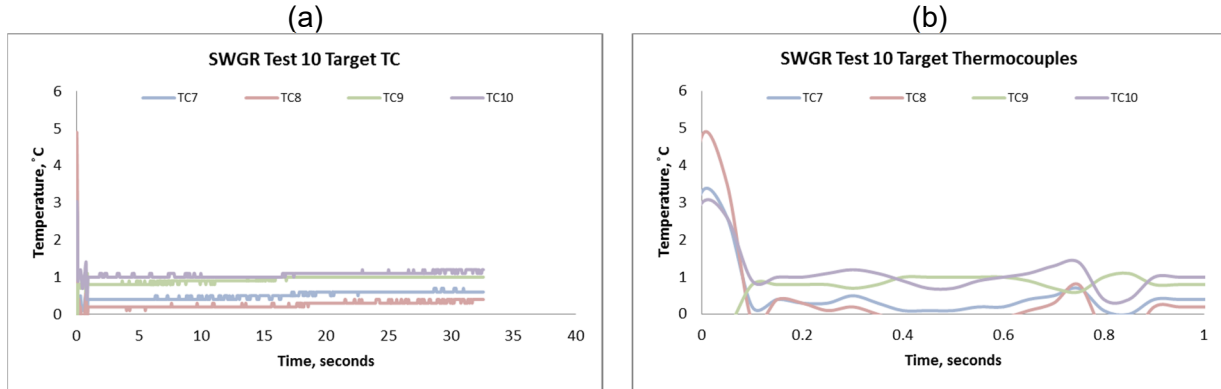 (a)
SWGR Test 10 Target TC
TC7 TC8 TC9 TC10
6
5
4
3
2
1
0
Temperature, °C
0 5 10 15 20 25 30 35 40
Time, seconds
(b)
SWGR Test 10 Target Thermocouples
TC7 TC8 TC9 TC10
6
5
4
3
2
1
0
Temperature, °C
0 0.2 0.4 0.6 0.8 1
Time, seconds